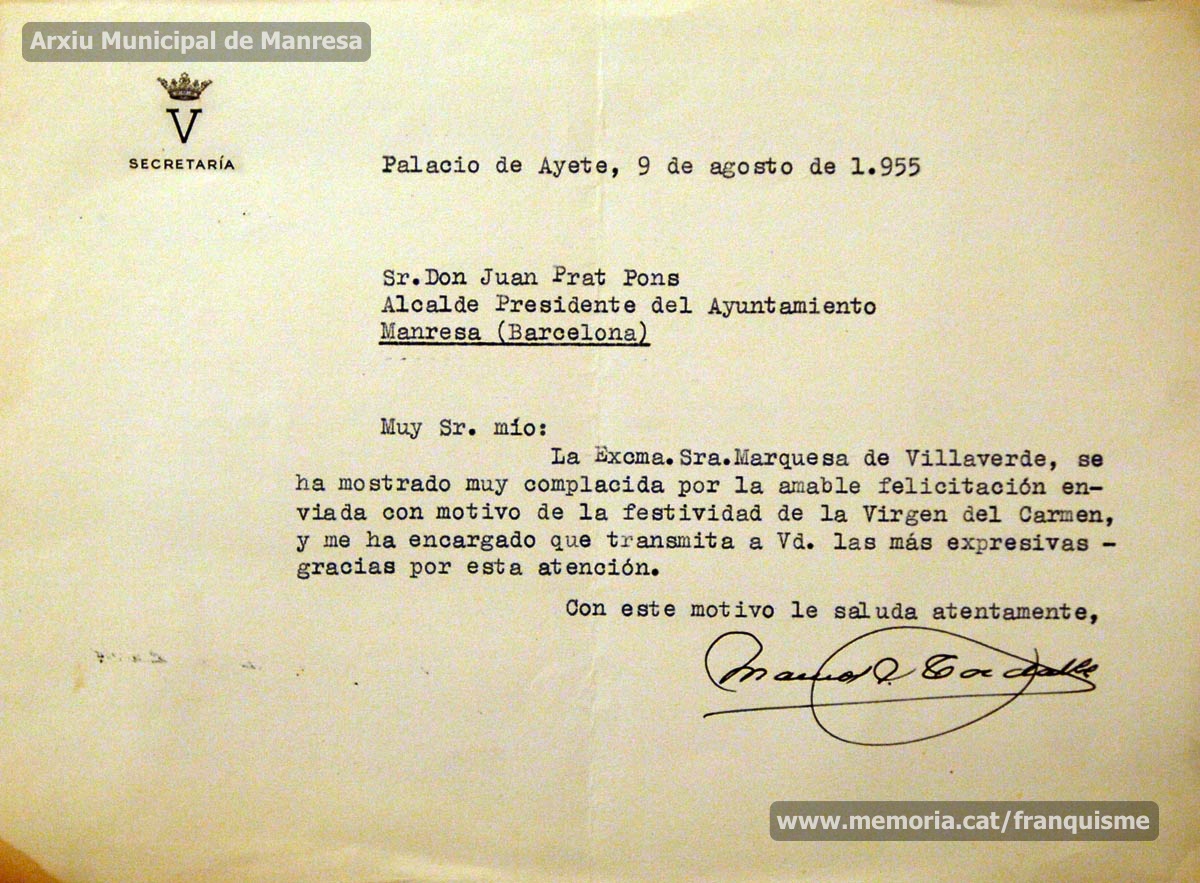 Arxiu Municipal de Manresa
V
SECRETARÍA
Palacio de Ayete, 9 de agosto de 1.955
Sr.Don Juan Prat Pons
Alcalde Presidente del Ayuntamiento
Manresa (Barcelona)
Muy Sr. mío:
La Excma.Sra.Marquesa de Villaverde, se
ha mostrado muy complacida por la amable felicitación en-
viada con motivo de la festividad de la Virgen del Carmen,
y me ha encargado que transmita a Vd. las más expresivas -
gracias por esta atención.
Con este motivo le saluda atentamente,
www.memoria.cat/franquisme